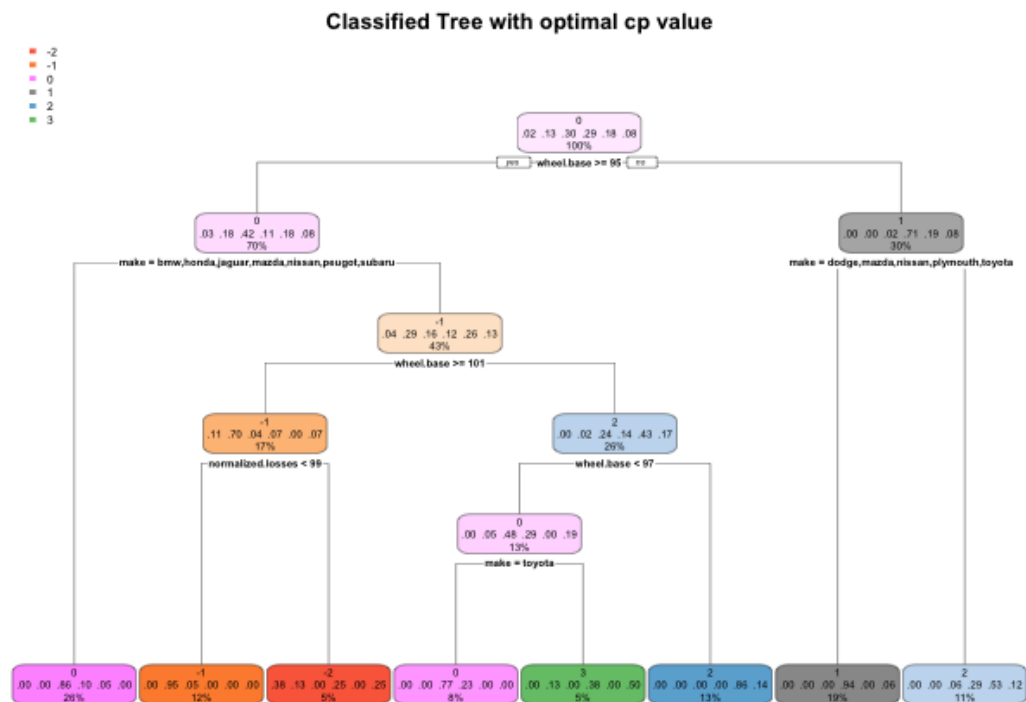 Classified Tree with optimal cp value
-2
-1
0
1
2
3
0
.02 .13 .30 .29 .18 .08
100%
yes wheel.base >= 95 no
0
.03 .18 .42 .11 .18 .08
70%
make = bmw,honda,jaguar,mazda,nissan,peugot,subaru
1
.00 .00 .02 .71 .19 .08
30%
make = dodge,mazda,nissan,plymouth,toyota
-1
.04 .29 .16 .12 .26 .13
43%
wheel.base >= 101
-1
.11 .70 .04 .07 .00 .07
17%
normalized.losses < 99
2
.00 .02 .24 .14 .43 .17
26%
wheel.base < 97
0
.00 .05 .48 .29 .00 .19
13%
make = toyota
0
.00 .00 .86 .10 .05 .00
26%
-1
.00 .95 .05 .00 .00 .00
12%
-2
.38 .13 .00 .25 .00 .25
5%
0
.00 .00 .77 .23 .00 .00
8%
3
.00 .13 .00 .38 .00 .50
5%
2
.00 .00 .00 .00 .86 .14
13%
1
.00 .00 .00 .94 .00 .06
19%
2
.00 .00 .06 .29 .53 .12
11%